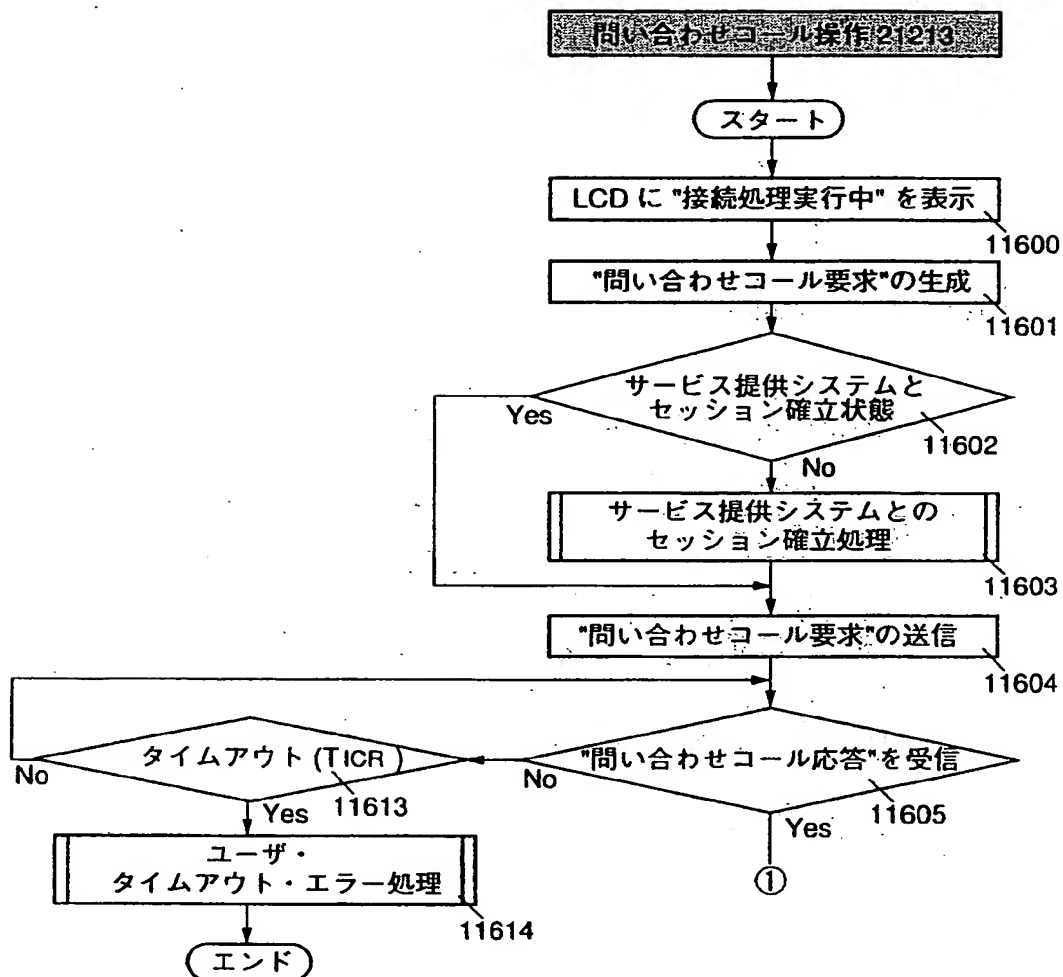 問い合わせコール操作 21213
スタート
LCD に "接続処理実行中" を表示
11600
"問い合わせコール要求"の生成
11601
サービス提供システムと
セッション確立状態
Yes
11602
No
サービス提供システムとの
セッション確立処理
11603
"問い合わせコール要求"の送信
11604
タイムアウト (TICR)
No
11613
Yes
"問い合わせコール応答"を受信
No
11605
Yes
①
ユーザ・
タイムアウト・エラー処理
11614
エンド